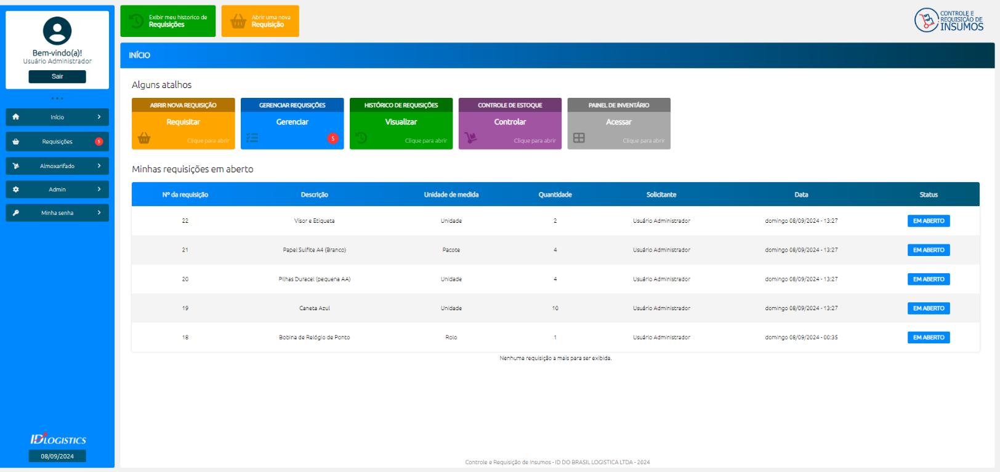 Bem-vindo(a)!
Usuário Administrador
Sair
...
Início
Requisições 5
Almoxarifado
Admin
Minha senha
IDLOGISTICS
08/09/2024
Exibir meu historico de
Requisições
Abrir uma nova
Requisição
CONTROLE E
REQUISIÇÃO DE
INSUMOS
INÍCIO
Alguns atalhos
ABRIR NOVA REQUISIÇÃO
Requisitar
Clique para abrir
GERENCIAR REQUISIÇÕES
Gerenciar
5
HISTÓRICO DE REQUISIÇÕES
Visualizar
Clique para abrir
CONTROLE DE ESTOQUE
Controlar
Clique para abrir
PAINEL DE INVENTÁRIO
Acessar
Clique para abrir
Minhas requisições em aberto
Nº da requisição Descrição Unidade de medida Quantidade Solicitante Data Status
22 Visor e Etiqueta Unidade 2 Usuário Administrador domingo 08/09/2024 - 13:27 EM ABERTO
21 Papel Sulfite A4 (Branco) Pacote 4 Usuário Administrador domingo 08/09/2024 - 13:27 EM ABERTO
20 Pilhas Duracel (pequena AA) Unidade 4 Usuário Administrador domingo 08/09/2024 - 13:27 EM ABERTO
19 Caneta Azul Unidade 10 Usuário Administrador domingo 08/09/2024 - 13:27 EM ABERTO
18 Bobina de Relógio de Ponto Rolo 1 Usuário Administrador domingo 08/09/2024 - 00:35 EM ABERTO
Nenhuma requisição a mais para ser exibida.
Controle e Requisição de Insumos - ID DO BRASIL LOGISTICA LTDA - 2024